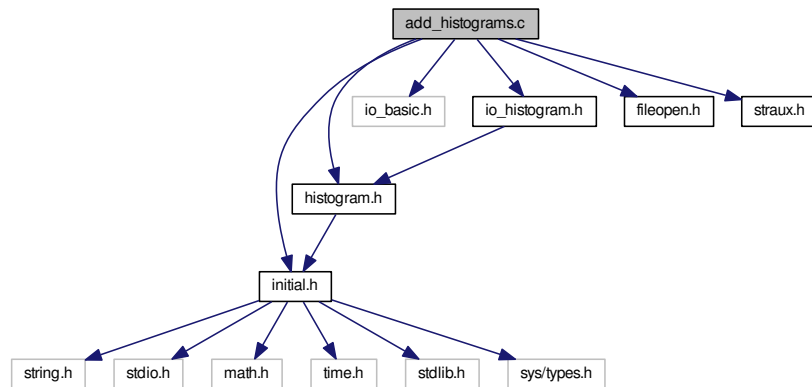 add_histograms.c
io_basic.h
io_histogram.h
fileopen.h
straux.h
histogram.h
initial.h
string.h
stdio.h
math.h
time.h
stdlib.h
sys/types.h